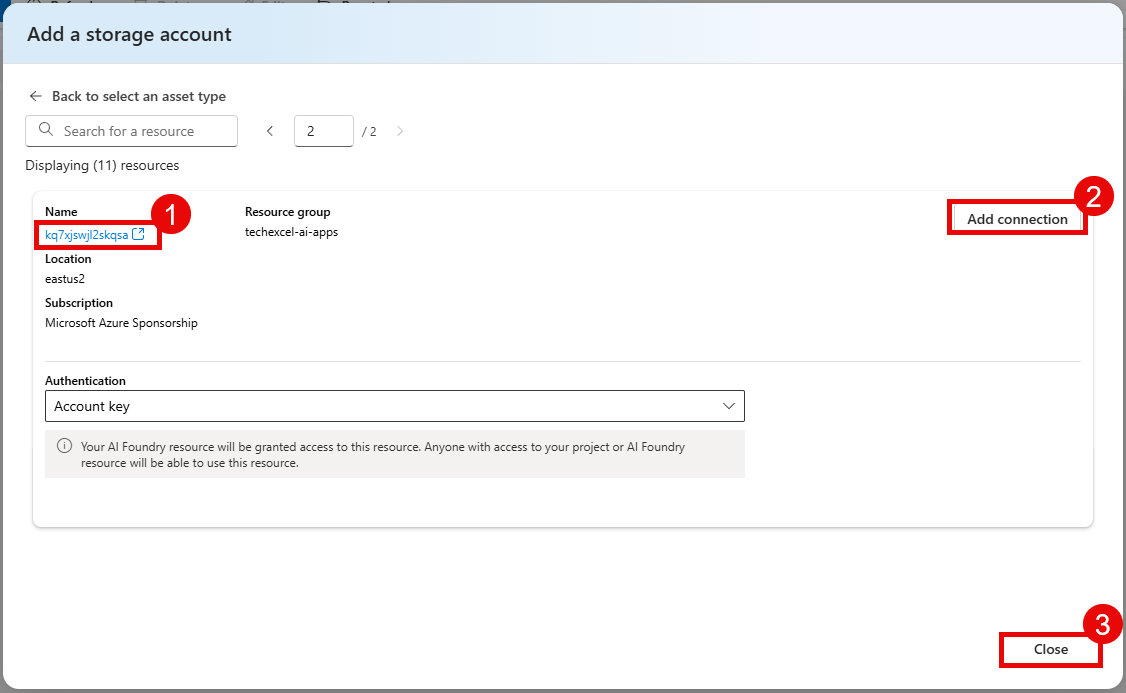 Add a storage account
Back to select an asset type
Search for a resource
2
/ 2
Displaying (11) resources
Name
Resource group
1
2
Add connection
kq7xjswjl2skqsa
techexcel-ai-apps
Location
eastus2
Subscription
Microsoft Azure Sponsorship
Authentication
Account key
Your AI Foundry resource will be granted access to this resource. Anyone with access to your project or AI Foundry
resource will be able to use this resource.
3
Close